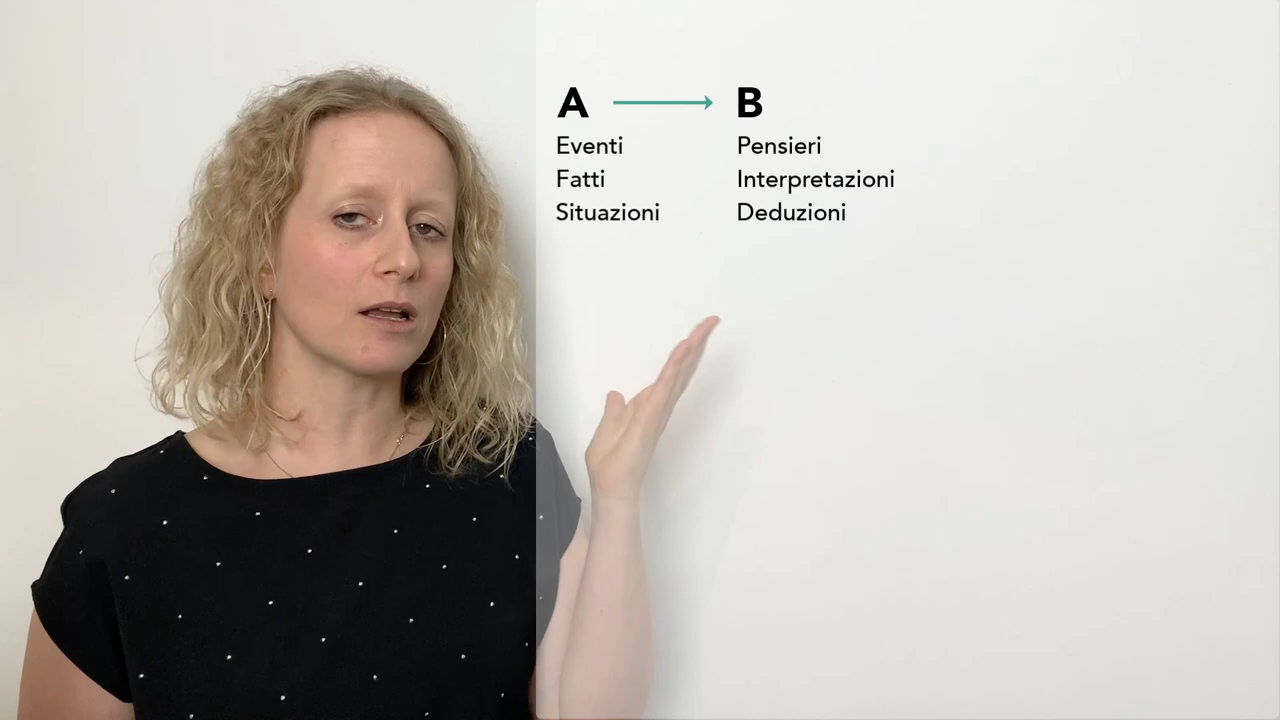 A B
Eventi Pensieri
Fatti Interpretazioni
Situazioni Deduzioni